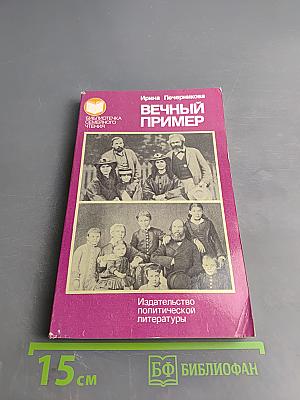 Ирина Печерникова
ВЕЧНЫЙ
ПРИМЕР
БИБЛИОТЕЧКА
СЕМЕЙНОГО
ЧТЕНИЯ
Издательство
политической
литературы
15 см
БФ БИБЛИОФАН